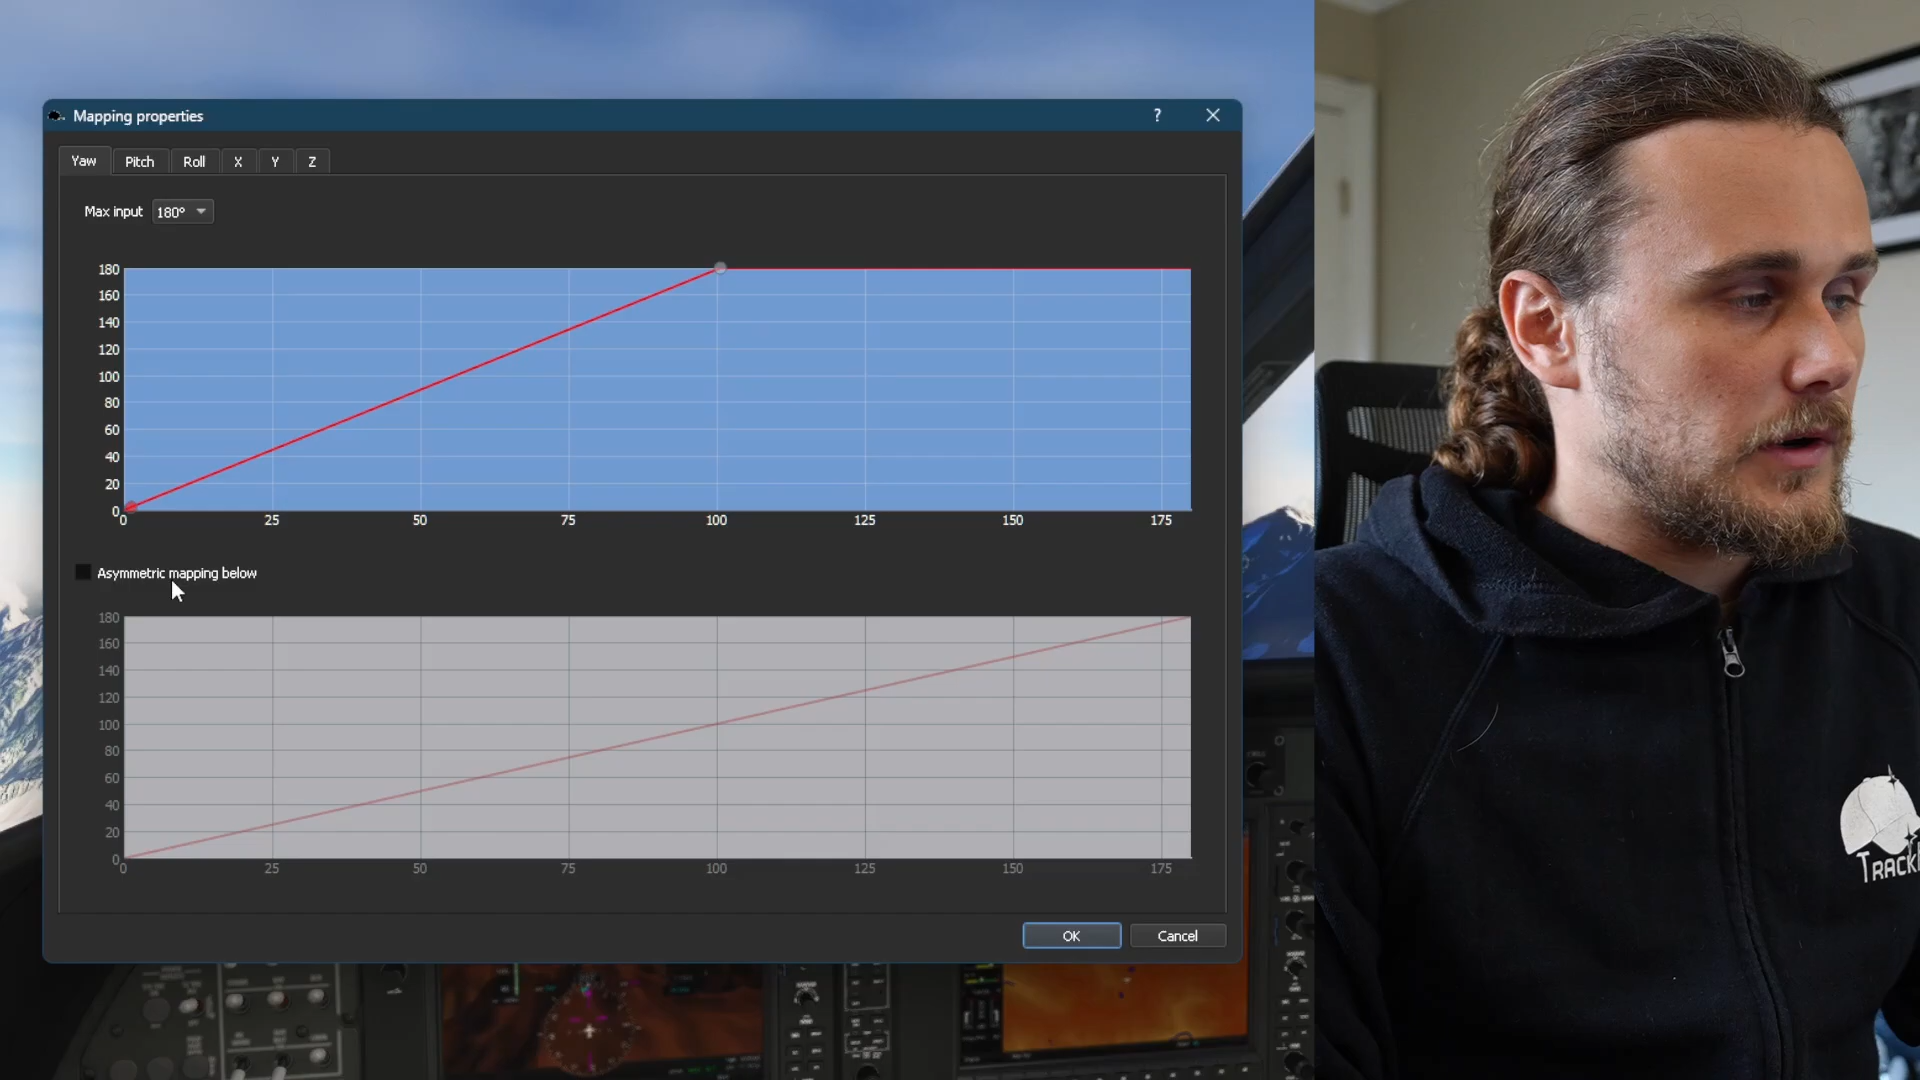 Mapping properties
?
Yaw Pitch Roll X Y Z
Max input 180°
180
160
140
120
100
80
60
40
20
0
0 25 50 75 100 125 150 175
Asymmetric mapping below
180
160
140
120
100
80
60
40
20
0
0 25 50 75 100 125 150 175
OK Cancel
TRACK